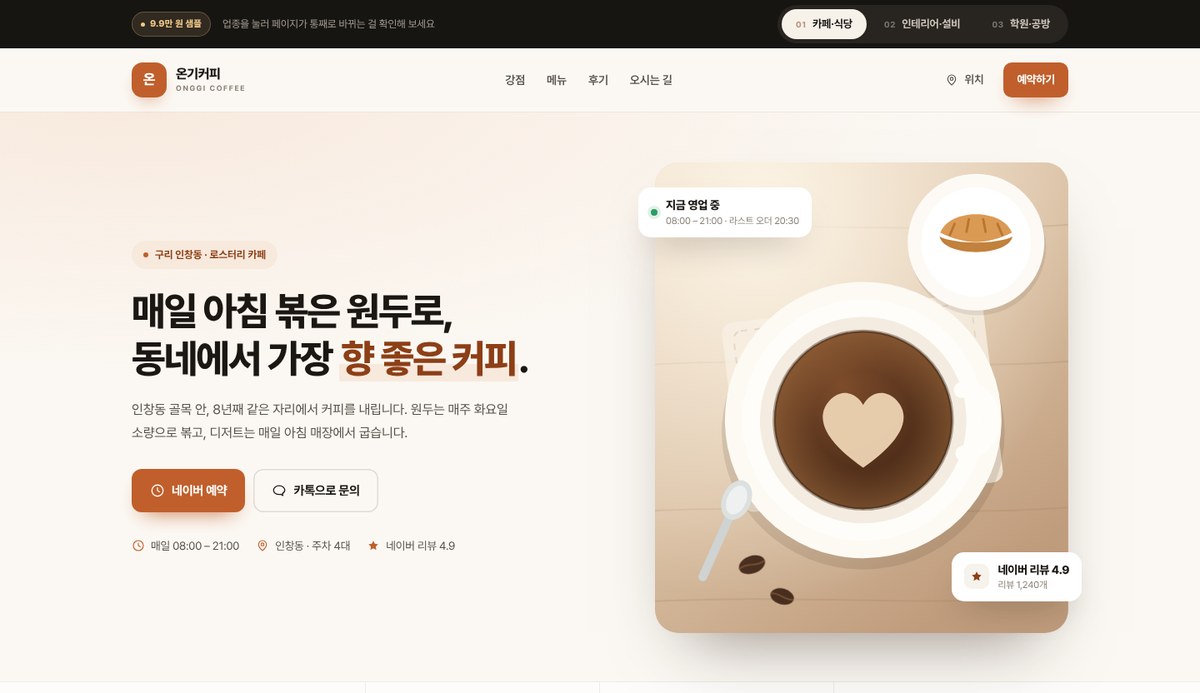 9.9만 원 샘플
업종을 눌러 페이지가 통째로 바뀌는 걸 확인해 보세요
01 카페·식당
02 인테리어·설비
03 학원·공방
온
온기커피
ONGGI COFFEE
강점
메뉴
후기
오시는 길
위치
예약하기
구리 인창동 · 로스터리 카페
매일 아침 볶은 원두로,
동네에서 가장 향 좋은 커피.
인창동 골목 안, 8년째 같은 자리에서 커피를 내립니다. 원두는 매주 화요일
소량으로 볶고, 디저트는 매일 아침 매장에서 굽습니다.
네이버 예약
카톡으로 문의
매일 08:00 – 21:00
인창동 · 주차 4대
네이버 리뷰 4.9
지금 영업 중
08:00 – 21:00 · 라스트 오더 20:30
네이버 리뷰 4.9
리뷰 1,240개